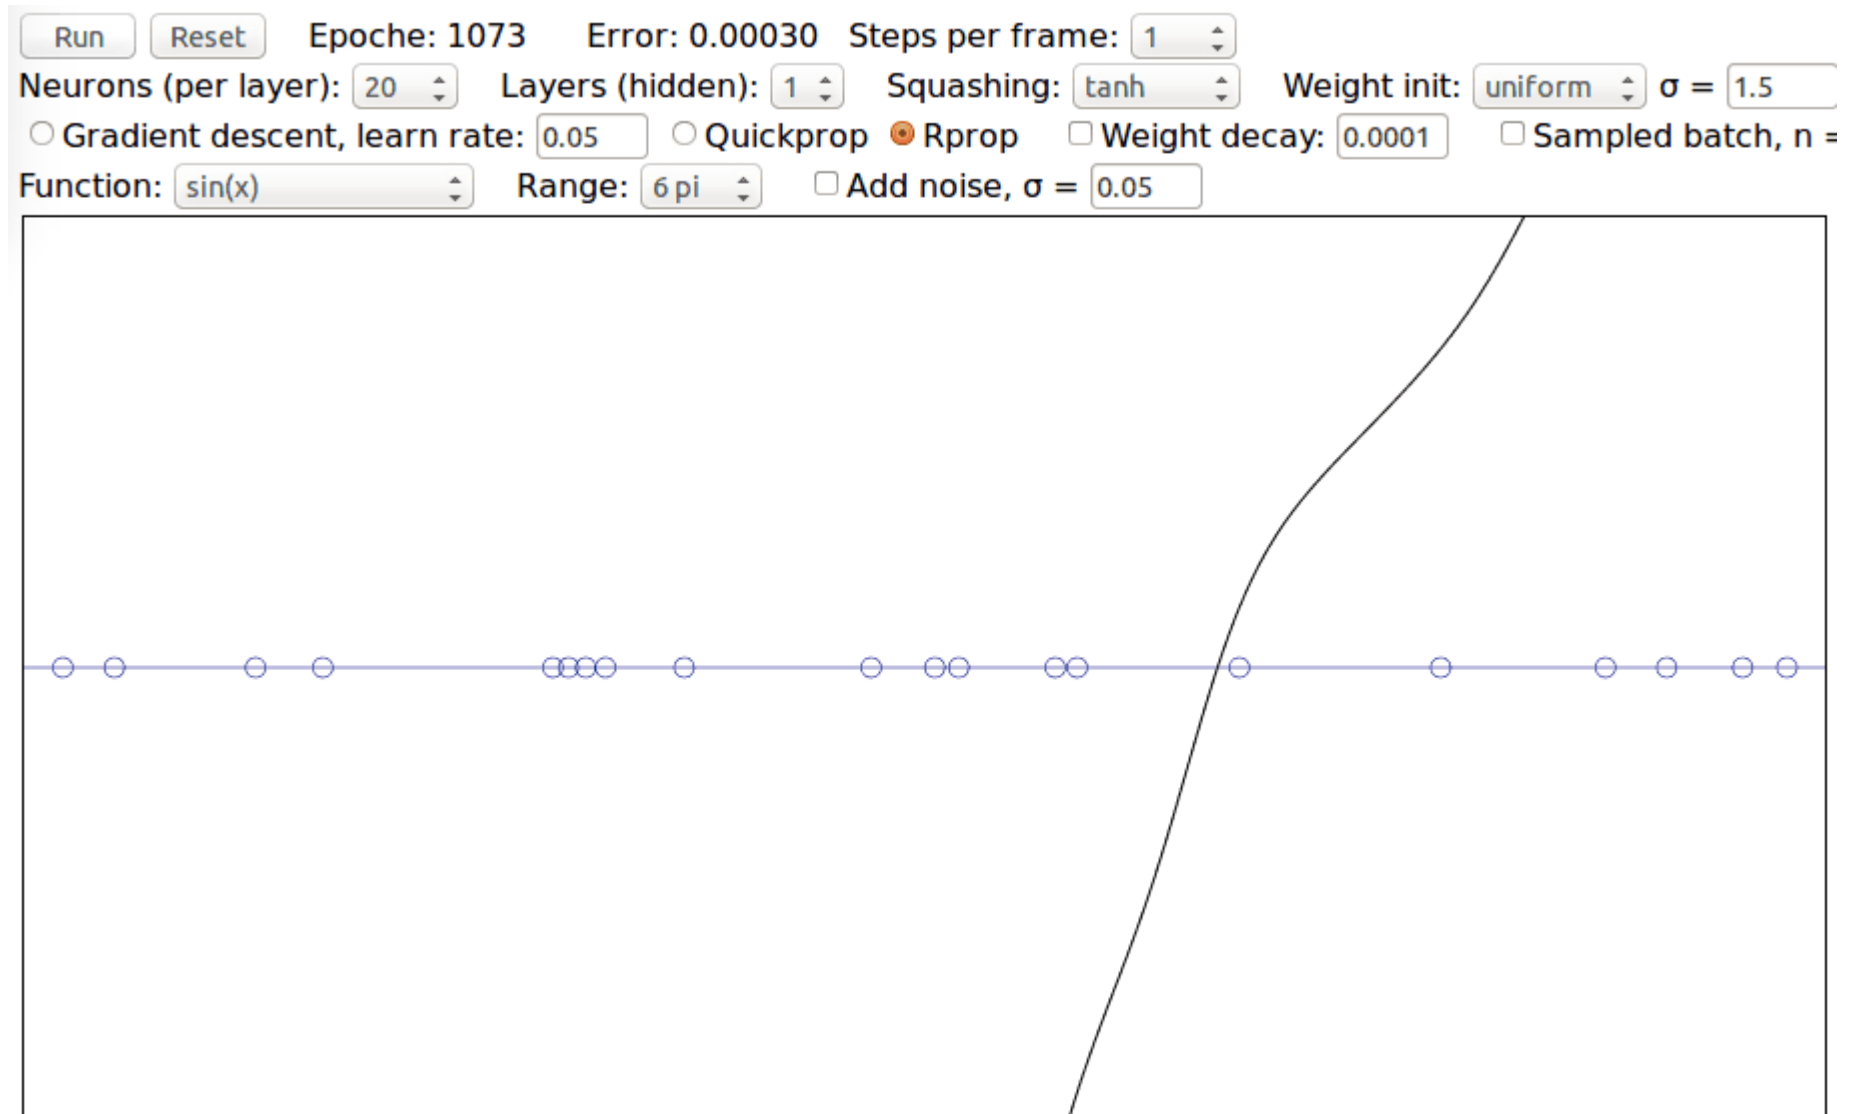 Run Reset Epoche: 1073 Error: 0.00030 Steps per frame: 1
Neurons (per layer): 20 Layers (hidden): 1 Squashing: tanh Weight init: uniform σ = 1.5
Gradient descent, learn rate: 0.05 Quickprop Rprop Weight decay: 0.0001 Sampled batch, n =
Function: sin(x) Range: 6 pi Add noise, σ = 0.05